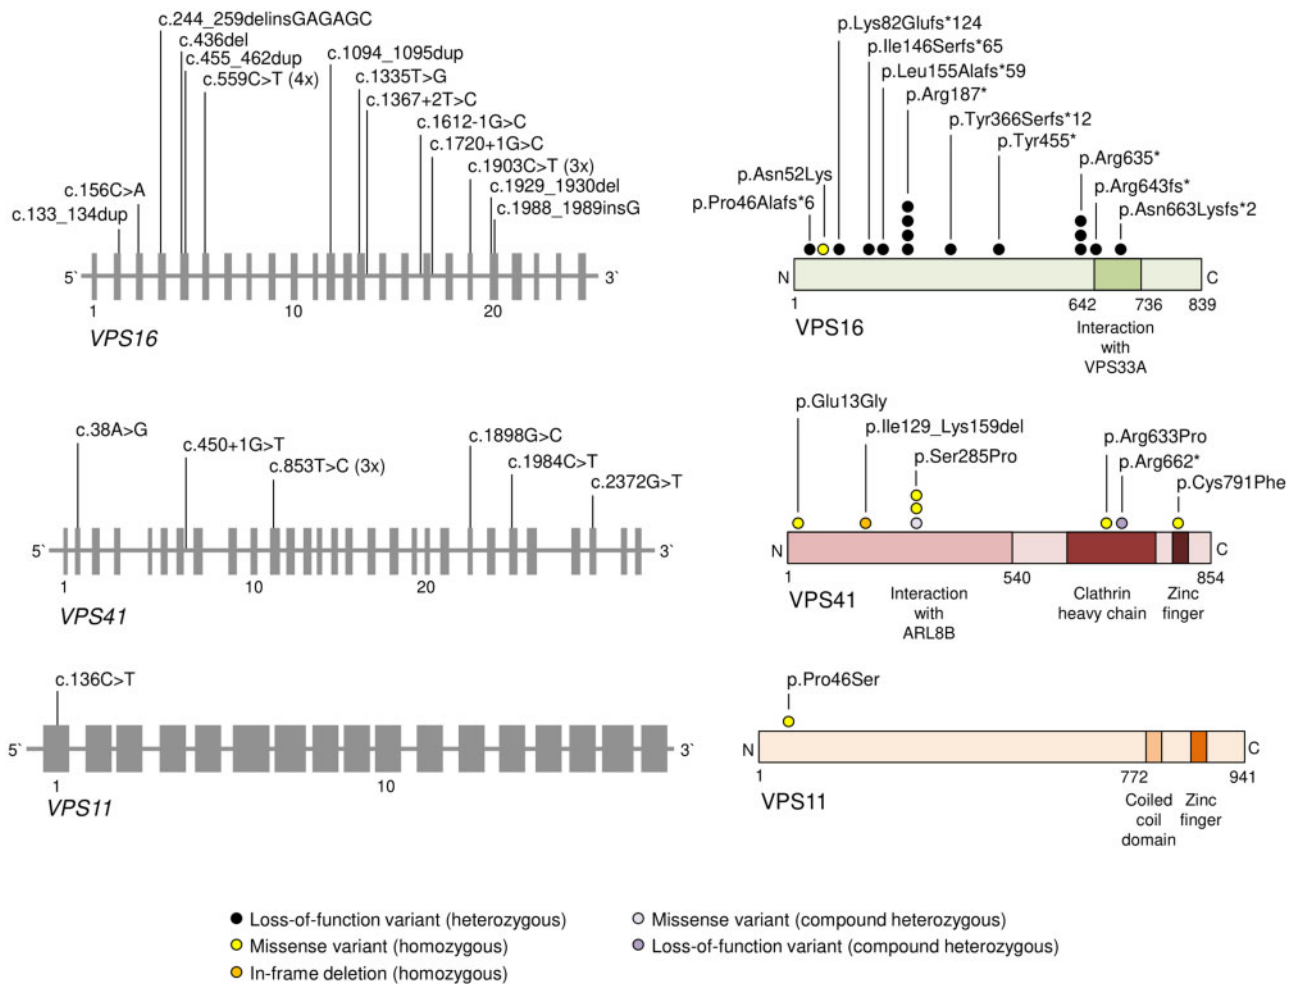 c.244_259delinsGAGAGC
c.436del
c.455_462dup
c.559C>T (4x)
c.1094_1095dup
c.1335T>G
c.1367+2T>C
c.1612-1G>C
c.1720+1G>C
c.1903C>T (3x)
c.1929_1930del
c.1988_1989insG
c.156C>A
c.133_134dup
5`
3`
1
10
20
VPS16
p.Lys82Glufs*124
p.Ile146Serfs*65
p.Leu155Alafs*59
p.Arg187*
p.Tyr366Serfs*12
p.Tyr455*
p.Arg635*
p.Arg643fs*
p.Asn663Lysfs*2
p.Asn52Lys
p.Pro46Alafs*6
N
C
1
642
736
839
VPS16
Interaction
with
VPS33A
c.38A>G
c.450+1G>T
c.853T>C (3x)
c.1898G>C
c.1984C>T
c.2372G>T
5`
3`
1
10
20
VPS41
p.Glu13Gly
p.Ile129_Lys159del
p.Ser285Pro
p.Arg633Pro
p.Arg662*
p.Cys791Phe
N
C
1
540
854
VPS41
Interaction
with
ARL8B
Clathrin
heavy chain
Zinc
finger
c.136C>T
5`
3`
1
10
VPS11
p.Pro46Ser
N
C
1
772
941
VPS11
Coiled
coil
domain
Zinc
finger
Loss-of-function variant (heterozygous)
Missense variant (homozygous)
In-frame deletion (homozygous)
Missense variant (compound heterozygous)
Loss-of-function variant (compound heterozygous)